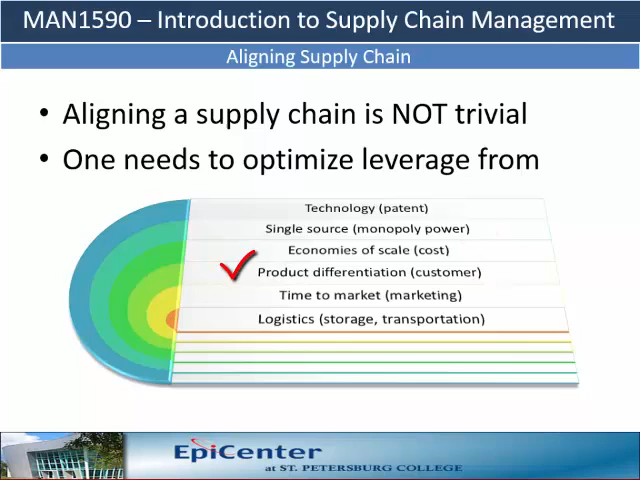 MAN1590 – Introduction to Supply Chain Management
Aligning Supply Chain
• Aligning a supply chain is NOT trivial
• One needs to optimize leverage from
Technology (patent)
Single source (monopoly power)
Economies of scale (cost)
Product differentiation (customer)
Time to market (marketing)
Logistics (storage, transportation)
EpiCenter
at ST. PETERSBURG COLLEGE